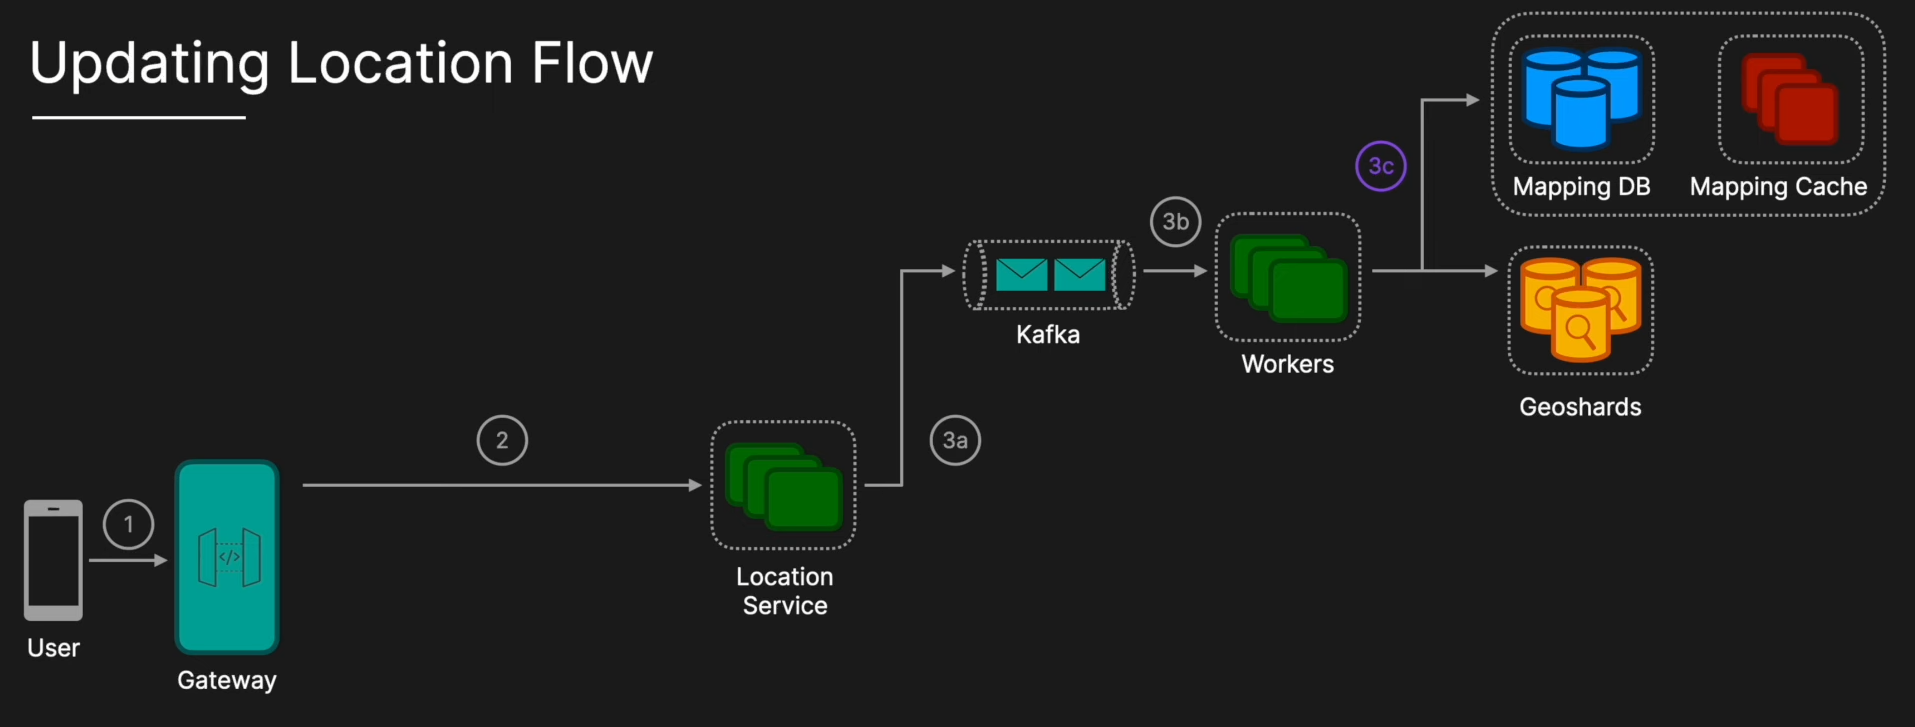 Updating Location Flow
3c
Mapping DB
Mapping Cache
3b
Kafka
Workers
Geoshards
2
3a
1
</>
Location
Service
User
Gateway